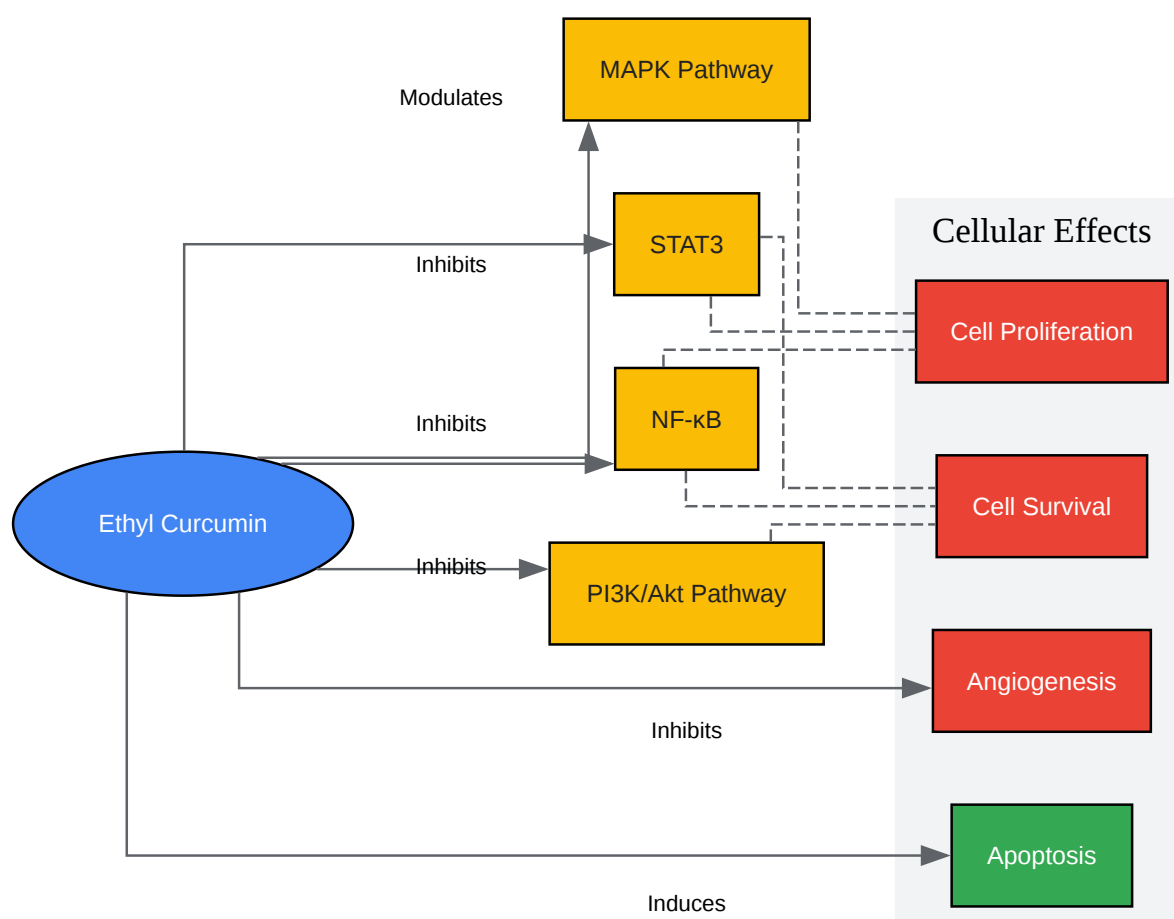 MAPK Pathway
Modulates
STAT3
Cellular Effects
Inhibits
Cell Proliferation
Inhibits
NF-κB
Cell Survival
Ethyl Curcumin
Inhibits
PI3K/Akt Pathway
Angiogenesis
Inhibits
Apoptosis
Induces